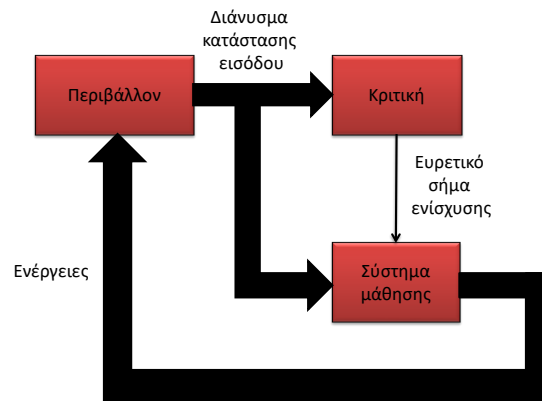 Διάνυσμα
κατάστασης
εισόδου
Περιβάλλον
Κριτική
Ευρετικό
σήμα
ενίσχυσης
Ενέργειες
Σύστημα
μάθησης